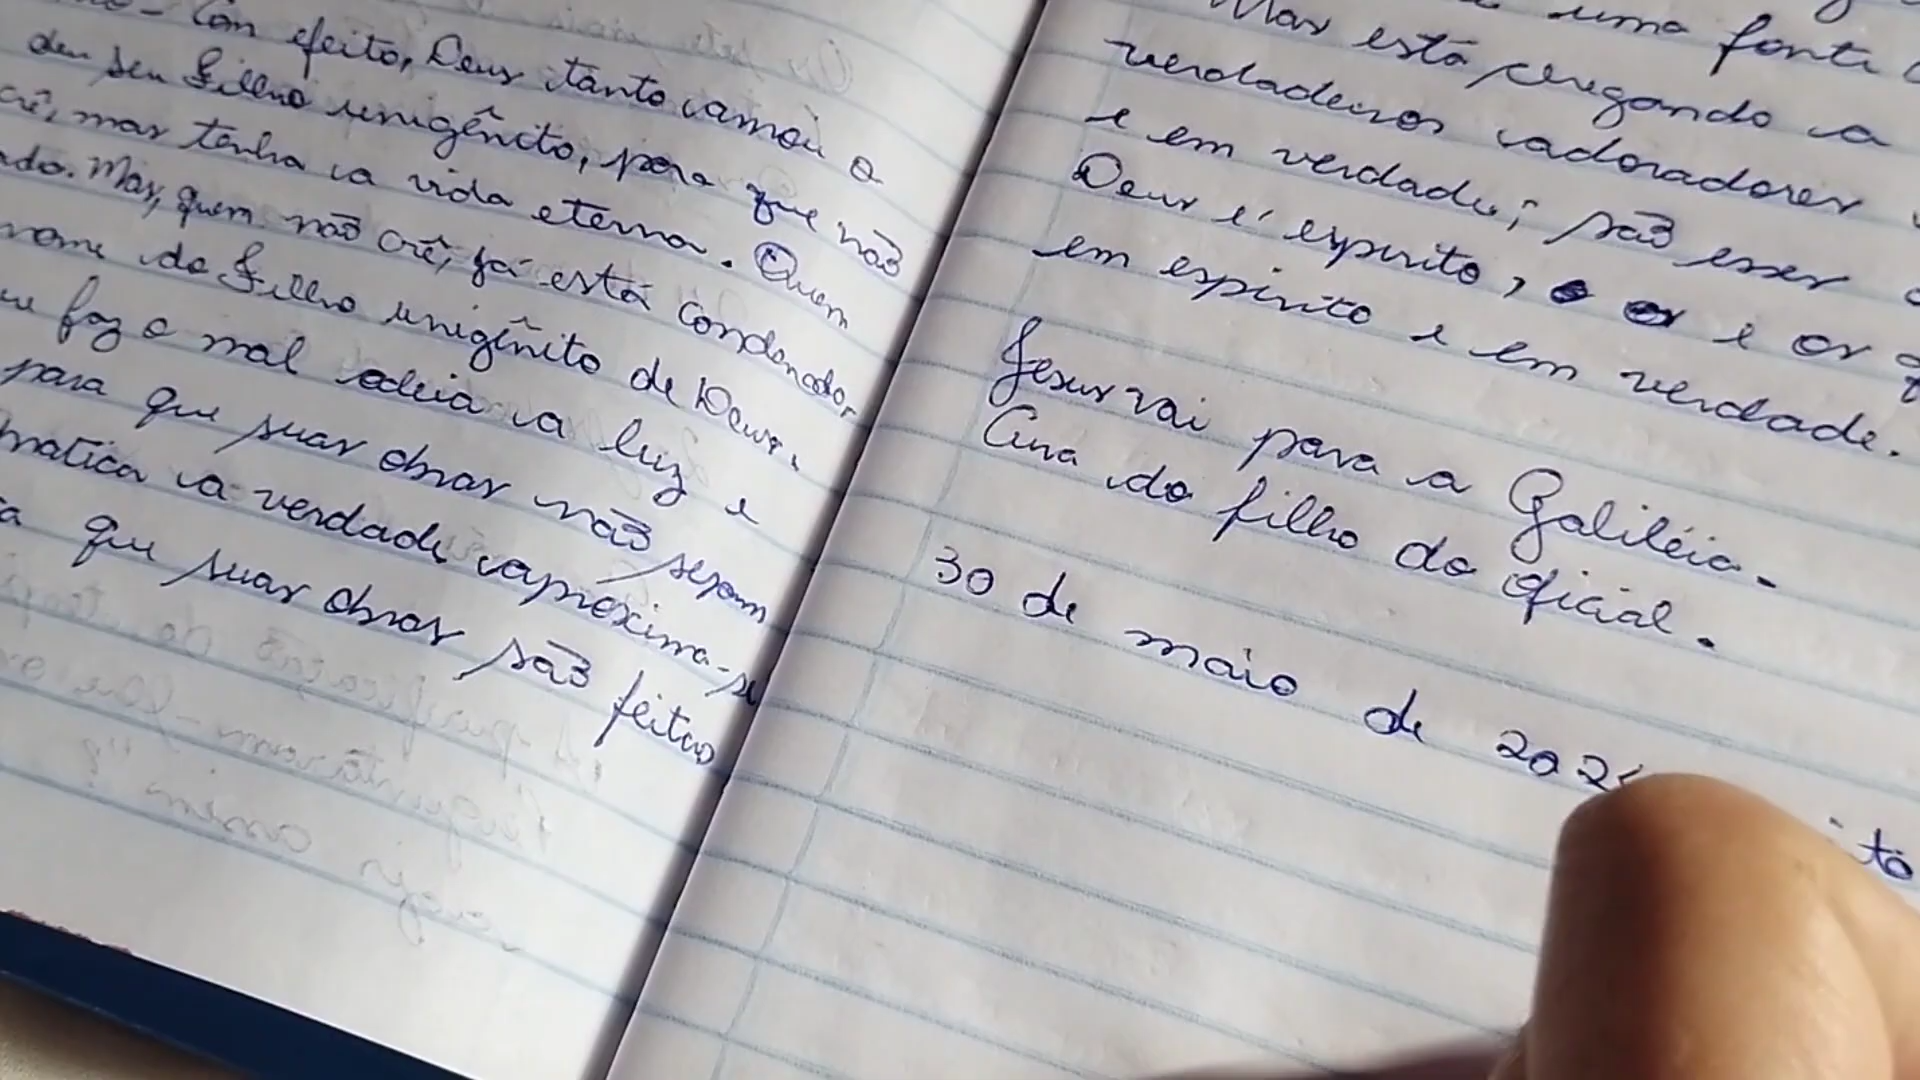 Com efeito, Deus tanto amou o
deu seu Filho unigênito, para que não
crê, mas tenha a vida eterna. Quem
Mas, quem não crê, já está condenado,
nome do Filho unigênito de Deus.
faz o mal odeia a luz e
para que suas obras não sejam
pratica a verdade aproxima-se
que suas obras são feitas
uma fonte
Mas está chegando a
verdadeiros adoradores
e em verdade; são esses
Deus é espírito, e os
em espírito e em verdade.
Jesus vai para a Galiléia.
Cura do filho do oficial.
30 de maio de 202